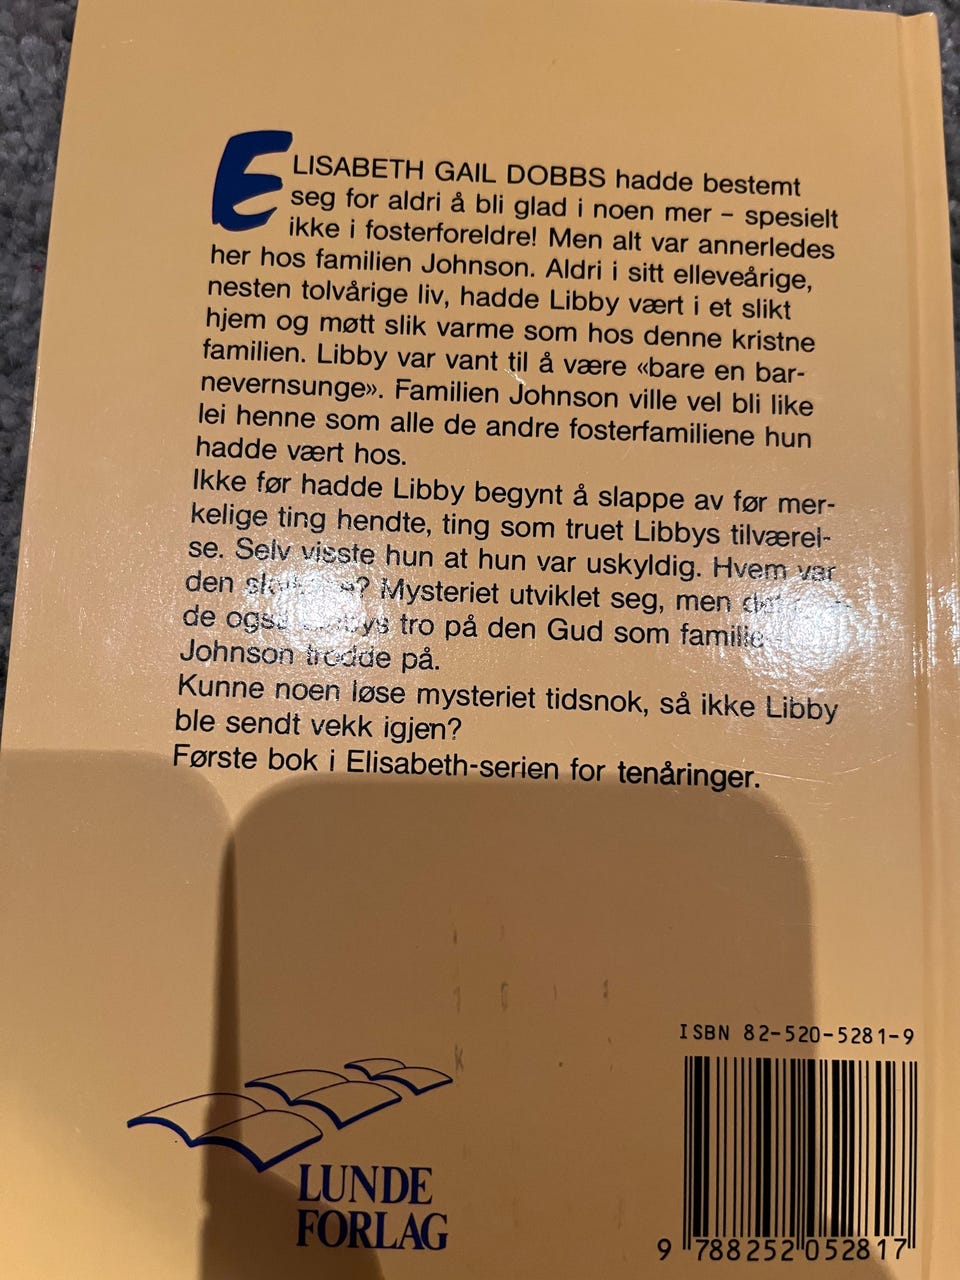 ELISABETH GAIL DOBBS hadde bestemt
seg for aldri å bli glad i noen mer – spesielt
ikke i fosterforeldre! Men alt var annerledes
her hos familien Johnson. Aldri i sitt elleveårige,
nesten tolvårige liv, hadde Libby vært i et slikt
hjem og møtt slik varme som hos denne kristne
familien. Libby var vant til å være «bare en bar-
nevernsunge». Familien Johnson ville vel bli like
lei henne som alle de andre fosterfamiliene hun
hadde vært hos.
Ikke før hadde Libby begynt å slappe av før mer-
kelige ting hendte, ting som truet Libbys tilværel-
se. Selv visste hun at hun var uskyldig. Hvem var
den Mysteriet utviklet seg, men
de også Libbys tro på den Gud som familien
Johnson trodde på.
Kunne noen løse mysteriet tidsnok, så ikke Libby
ble sendt vekk igjen?
Første bok i Elisabeth-serien for tenåringer.
ISBN 82-520-5281-9
LUNDE
FORLAG
9 788252 052817